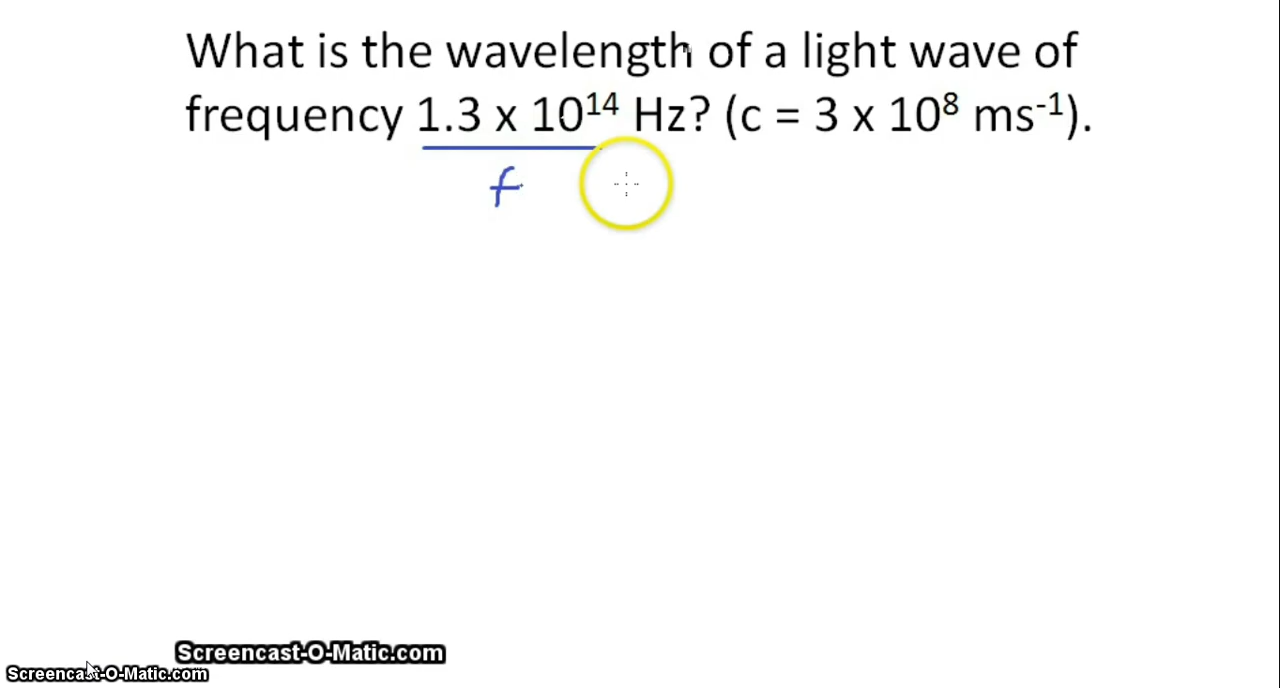 What is the wavelength of a light wave of
frequency 1.3 x 10¹⁴ Hz? (c = 3 x 10⁸ ms⁻¹).
f
Screencast-O-Matic.com
Screencast-O-Matic.com